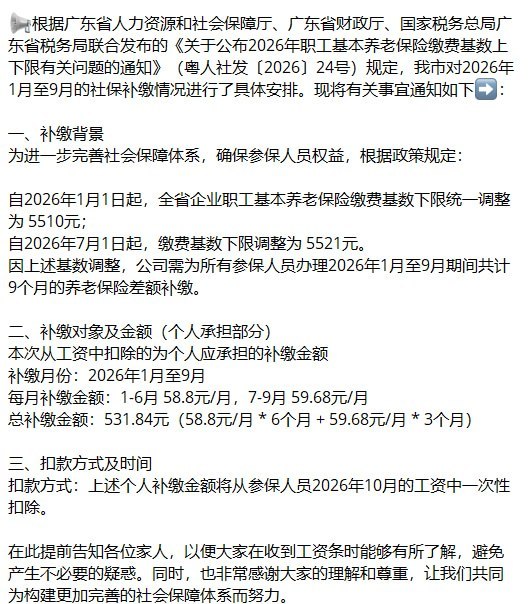 📢根据广东省人力资源和社会保障厅、广东省财政厅、国家税务总局广
东省税务局联合发布的《关于公布2026年职工基本养老保险缴费基数上
下限有关问题的通知》（粤人社发〔2026〕24号）规定，我市对2026年
1月至9月的社保补缴情况进行了具体安排。现将有关事宜通知如下➡：
一、补缴背景
为进一步完善社会保障体系，确保参保人员权益，根据政策规定：
自2026年1月1日起，全省企业职工基本养老保险缴费基数下限统一调整
为 5510元；
自2026年7月1日起，缴费基数下限调整为 5521元。
因上述基数调整，公司需为所有参保人员办理2026年1月至9月期间共计
9个月的养老保险差额补缴。
二、补缴对象及金额（个人承担部分）
本次从工资中扣除的为个人应承担的补缴金额
补缴月份：2026年1月至9月
每月补缴金额：1-6月 58.8元/月，7-9月 59.68元/月
总补缴金额：531.84元（58.8元/月 * 6个月 + 59.68元/月 * 3个月）
三、扣款方式及时间
扣款方式：上述个人补缴金额将从参保人员2026年10月的工资中一次性
扣除。
在此提前告知各位家人，以便大家在收到工资条时能够有所了解，避免
产生不必要的疑惑。同时，也非常感谢大家的理解和尊重，让我们共同
为构建更加完善的社会保障体系而努力。